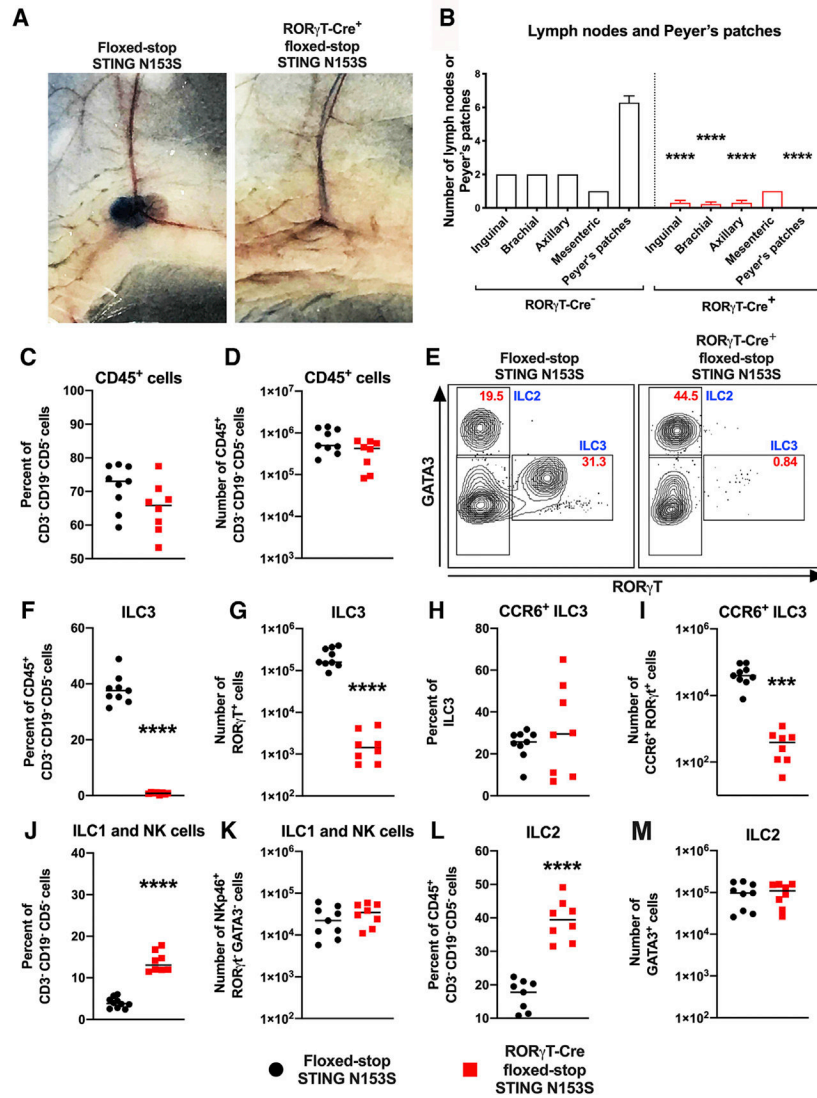 A
Floxed-stop
STING N153S
RORγT-Cre⁺
floxed-stop
STING N153S
B
Lymph nodes and Peyer's patches
Number of lymph nodes or
Peyer's patches
8
6
4
2
0
****
****
****
****
Inguinal
Brachial
Axillary
Mesenteric
Peyer's patches
Inguinal
Brachial
Axillary
Mesenteric
Peyer's patches
RORγT-Cre⁻
RORγT-Cre⁺
C
CD45⁺ cells
Percent of
CD3⁻ CD19⁻ CD5⁻ cells
100
90
80
70
60
50
D
CD45⁺ cells
Number of CD45⁺
CD3⁻ CD19⁻ CD5⁻ cells
1×10⁷
1×10⁶
1×10⁵
1×10⁴
1×10³
E
Floxed-stop
STING N153S
RORγT-Cre⁺
floxed-stop
STING N153S
19.5
ILC2
ILC3
31.3
44.5
ILC2
ILC3
0.84
GATA3
RORγT
F
ILC3
Percent of CD45⁺
CD3⁻ CD19⁻ CD5⁻ cells
60
40
20
0
****
G
ILC3
Number of
RORγT⁺ cells
1×10⁶
1×10⁵
1×10⁴
1×10³
1×10²
****
H
CCR6⁺ ILC3
Percent of
ILC3
80
60
40
20
0
I
CCR6⁺ ILC3
Number of
CCR6⁺ RORγt⁺ cells
1×10⁶
1×10⁴
1×10²
***
J
ILC1 and NK cells
Percent of
CD3⁻ CD19⁻ CD5⁻ cells
40
30
20
10
0
****
K
ILC1 and NK cells
Number of NKp46⁺
RORγt⁻ GATA3⁻ cells
1×10⁶
1×10⁵
1×10⁴
1×10³
1×10²
L
ILC2
Percent of CD45⁺
CD3⁻ CD19⁻ CD5⁻ cells
60
50
40
30
20
10
****
M
ILC2
Number of
GATA3⁺ cells
1×10⁶
1×10⁵
1×10⁴
1×10³
1×10²
Floxed-stop
STING N153S
RORγT-Cre
floxed-stop
STING N153S